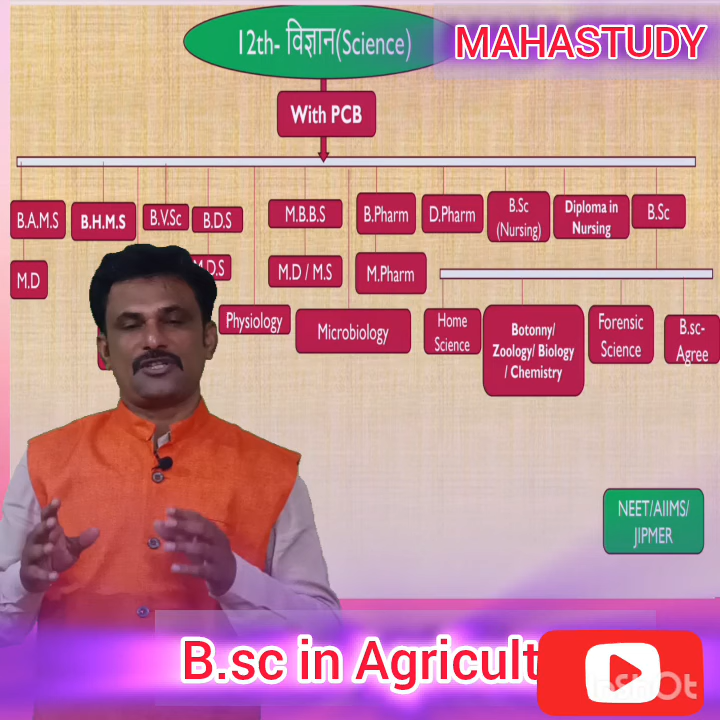 12th- विज्ञान(Science)
MAHASTUDY
With PCB
B.A.M.S
B.H.M.S
B.V.Sc
B.D.S
M.B.B.S
B.Pharm
D.Pharm
B.Sc
(Nursing)
Diploma in
Nursing
B.Sc
M.D
M.D.S
M.D / M.S
M.Pharm
Physiology
Microbiology
Home
Science
Botonny/
Zoology/ Biology
/ Chemistry
Forensic
Science
B.sc-
Agree
NEET/AIIMS/
JIPMER
B.sc in Agricult